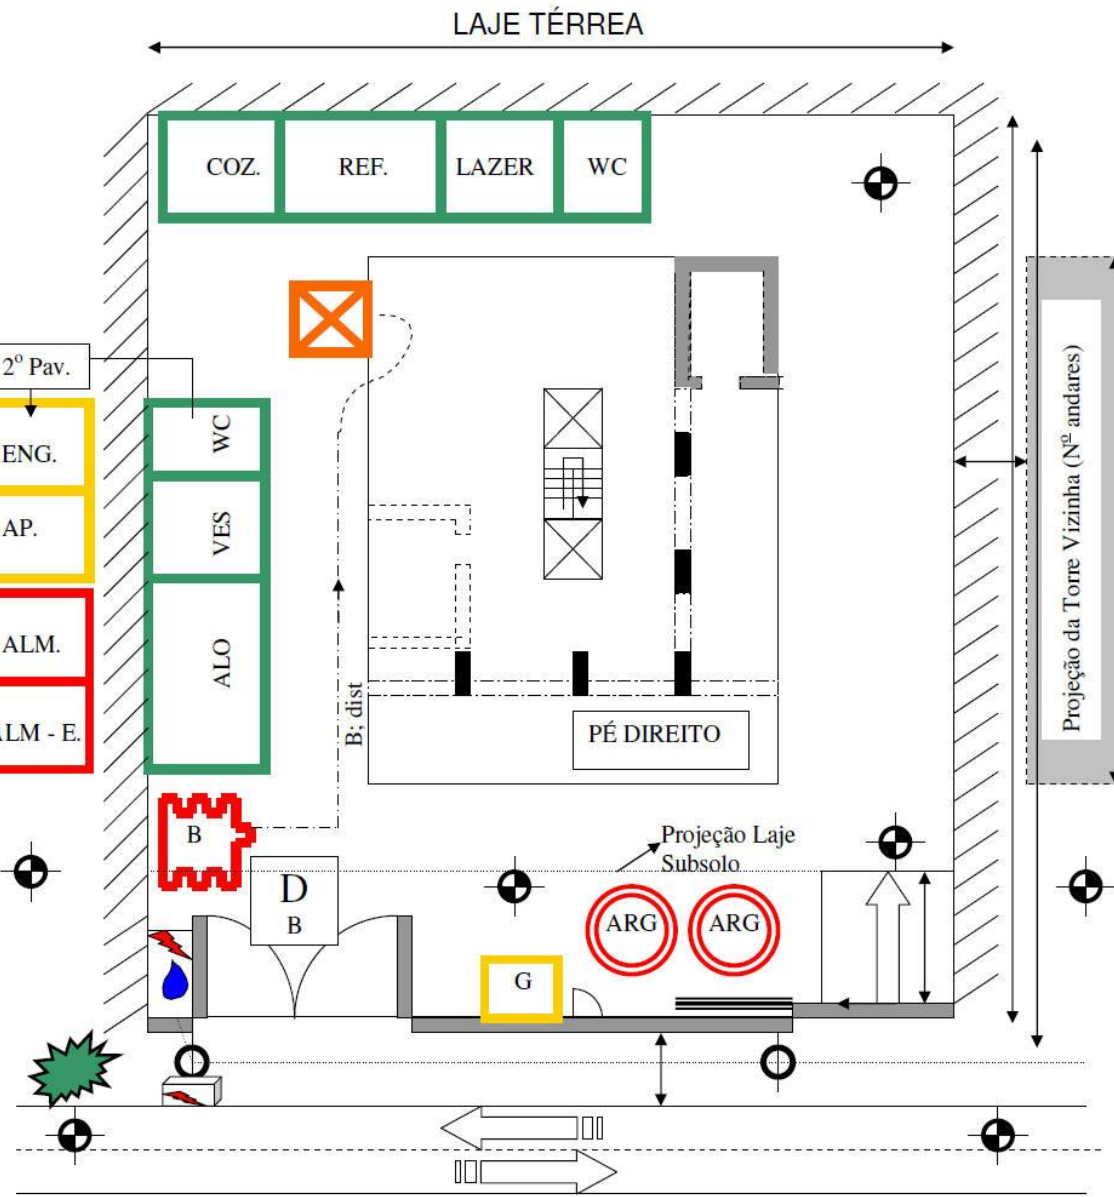 LAJE TÉRREA
COZ.
REF.
LAZER
WC
2º Pav.
ENG.
AP.
ALM.
LM - E.
WC
VES
ALO
B; dist
PÉ DIREITO
Projeção da Torre Vizinha (Nº andares)
B
D
B
Projeção Laje
Subsolo
ARG
ARG
G